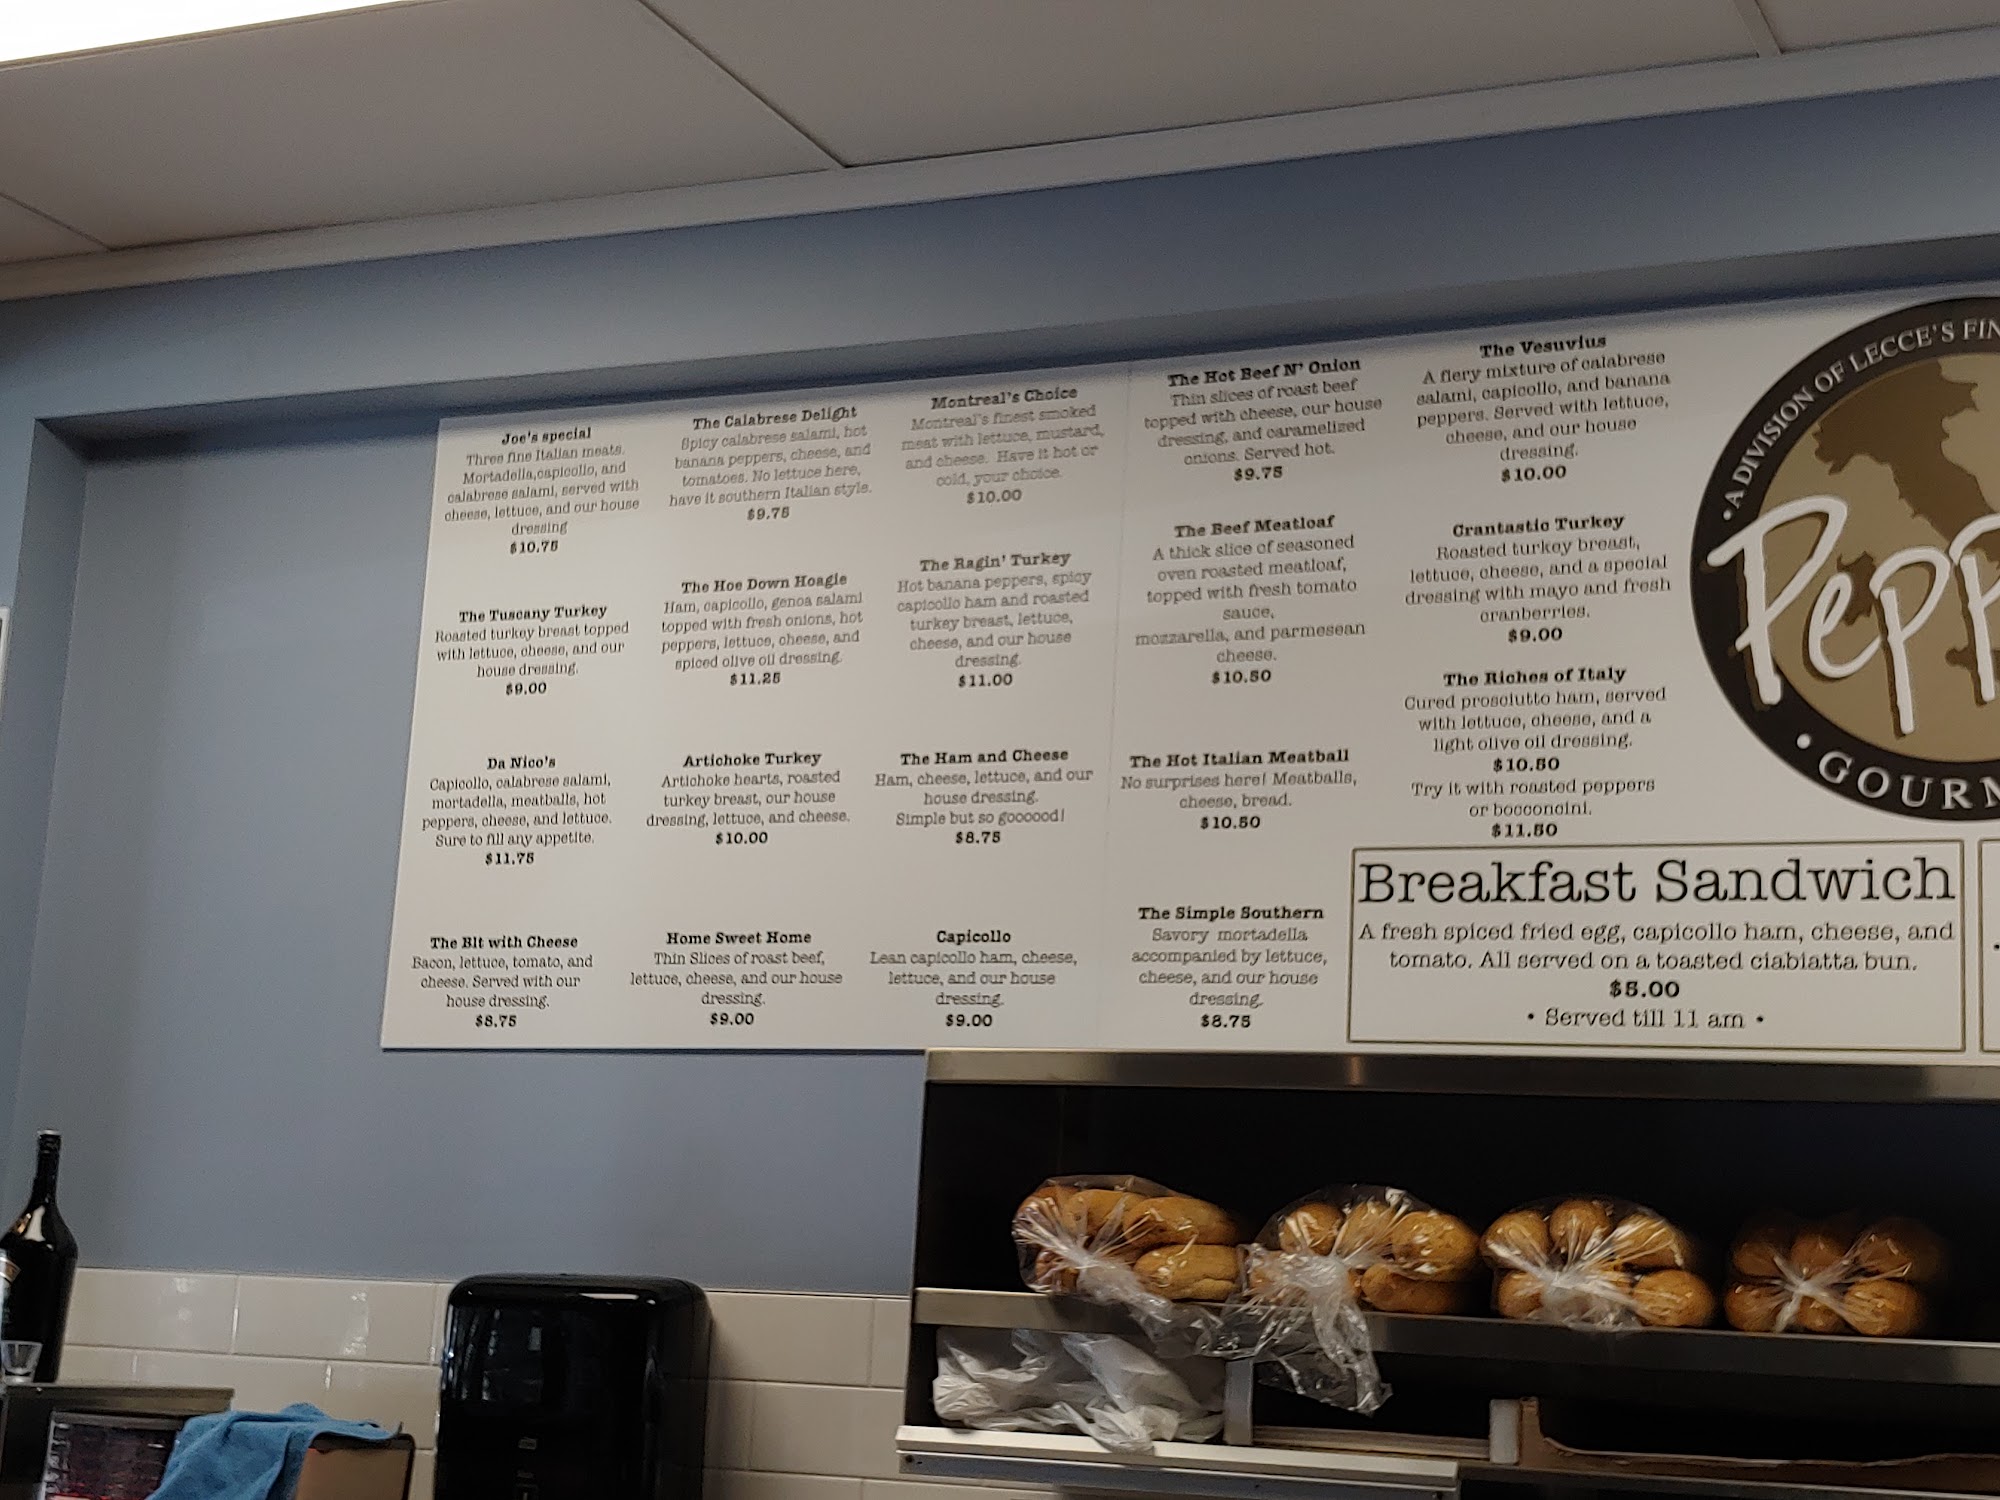 Joe's special
Three fine Italian meats.
Mortadella,capicollo, and
calabrese salami, served with
cheese, lettuce, and our house
dressing
$10.75
The Tuscany Turkey
Roasted turkey breast topped
with lettuce, cheese, and our
house dressing.
$9.00
Da Nico's
Capicollo, calabrese salami,
mortadella, meatballs, hot
peppers, cheese, and lettuce.
Sure to fill any appetite.
$11.75
The Blt with Cheese
Bacon, lettuce, tomato, and
cheese. Served with our
house dressing.
$8.75
The Calabrese Delight
Spicy calabrese salami, hot
banana peppers, cheese, and
tomatoes. No lettuce here,
have it southern Italian style.
$9.75
The Hoe Down Hoagie
Ham, capicollo, genoa salami
topped with fresh onions, hot
peppers, lettuce, cheese, and
spiced olive oil dressing.
$11.25
Artichoke Turkey
Artichoke hearts, roasted
turkey breast, our house
dressing, lettuce, and cheese.
$10.00
Home Sweet Home
Thin Slices of roast beef,
lettuce, cheese, and our house
dressing.
$9.00
Montreal's Choice
Montreal's finest smoked
meat with lettuce, mustard,
and cheese. Have it hot or
cold, your choice.
$10.00
The Ragin' Turkey
Hot banana peppers, spicy
capicollo ham and roasted
turkey breast, lettuce,
cheese, and our house
dressing.
$11.00
The Ham and Cheese
Ham, cheese, lettuce, and our
house dressing.
Simple but so goooood!
$8.75
Capicollo
Lean capicollo ham, cheese,
lettuce, and our house
dressing.
$9.00
The Hot Beef N' Onion
Thin slices of roast beef
topped with cheese, our house
dressing, and caramelized
onions. Served hot.
$9.75
The Beef Meatloaf
A thick slice of seasoned
oven roasted meatloaf,
topped with fresh tomato
sauce,
mozzarella, and parmesean
cheese.
$10.50
The Hot Italian Meatball
No surprises here! Meatballs,
cheese, bread.
$10.50
The Simple Southern
Savory mortadella
accompanied by lettuce,
cheese, and our house
dressing.
$8.75
The Vesuvius
A fiery mixture of calabrese
salami, capicollo, and banana
peppers. Served with lettuce,
cheese, and our house
dressing.
$10.00
Crantastic Turkey
Roasted turkey breast,
lettuce, cheese, and a special
dressing with mayo and fresh
cranberries.
$9.00
The Riches of Italy
Cured prosciutto ham, served
with lettuce, cheese, and a
light olive oil dressing.
$10.50
Try it with roasted peppers
or bocconcini.
$11.50
Breakfast Sandwich
A fresh spiced fried egg, capicollo ham, cheese, and
tomato. All served on a toasted ciabiatta bun.
$5.00
• Served till 11 am •
• A DIVISION OF LECCE'S FIN
Pepp
• GOURM